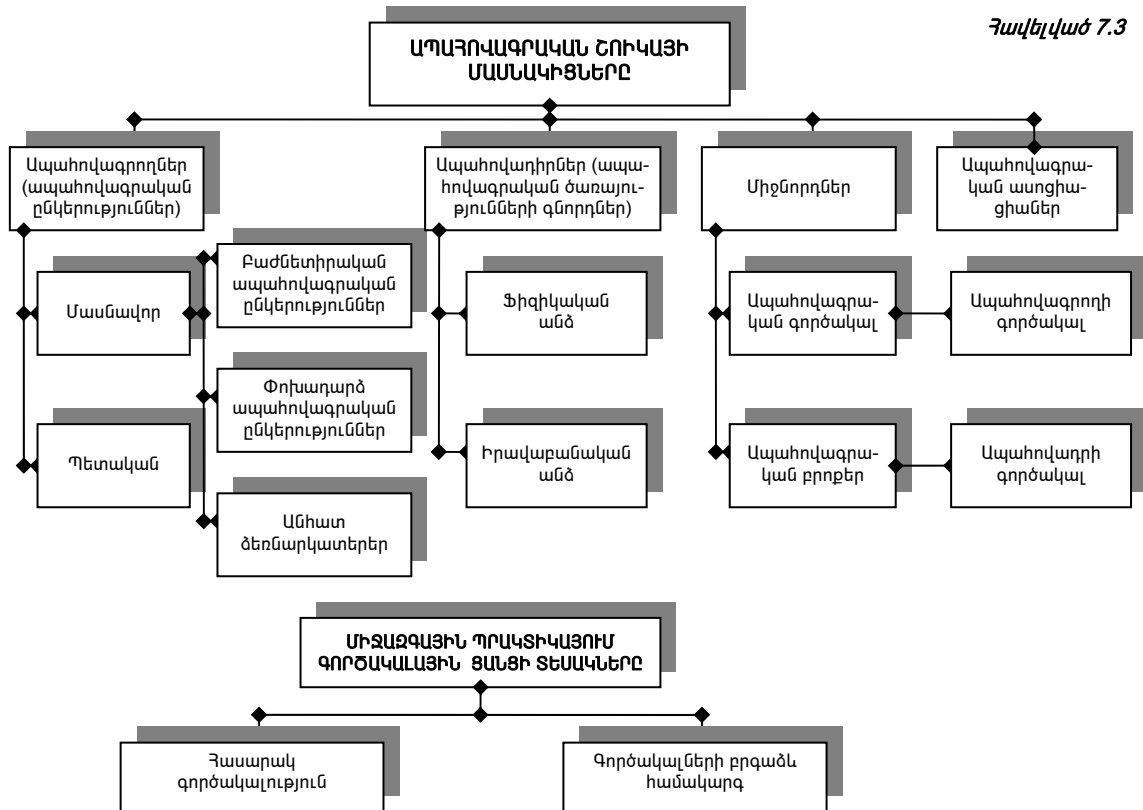 Հավելված 7.3
ԱՊԱՀՈՎԱԳՐԱԿԱՆ ՇՈՒԿԱՅԻ
ՄԱՍՆԱԿԻՑՆԵՐԸ
Ապահովագրողներ
(ապահովագրական
ընկերություններ)
Ապահովադիրներ (ապա-
հովագրական ծառայու-
թյունների գնորդներ)
Միջնորդներ
Ապահովագրա-
կան ասոցիա-
ցիաներ
Մասնավոր
Բաժնետիրական
ապահովագրական
ընկերություններ
Ֆիզիկական
անձ
Ապահովագրա-
կան գործակալ
Ապահովագրողի
գործակալ
Փոխադարձ
ապահովագրական
ընկերություններ
Պետական
Իրավաբանական
անձ
Ապահովագրա-
կան բրոքեր
Ապահովադրի
գործակալ
Անհատ
ձեռնարկատերեր
ՄԻՋԱԶԳԱՅԻՆ ՊՐԱԿՏԻԿԱՅՈՒՄ
ԳՈՐԾԱԿԱԼԱՅԻՆ ՑԱՆՑԻ ՏԵՍԱԿՆԵՐԸ
Հասարակ
գործակալություն
Գործակալների բրգաձև
համակարգ